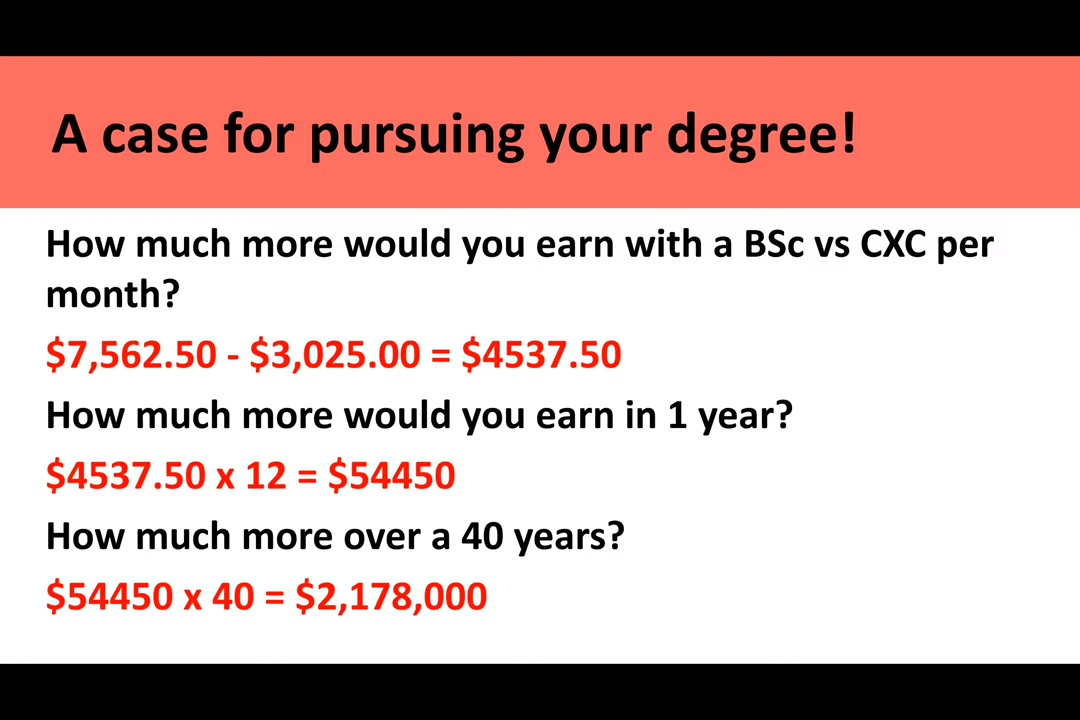 A case for pursuing your degree!
How much more would you earn with a BSc vs CXC per
month?
$7,562.50 - $3,025.00 = $4537.50
How much more would you earn in 1 year?
$4537.50 x 12 = $54450
How much more over a 40 years?
$54450 x 40 = $2,178,000